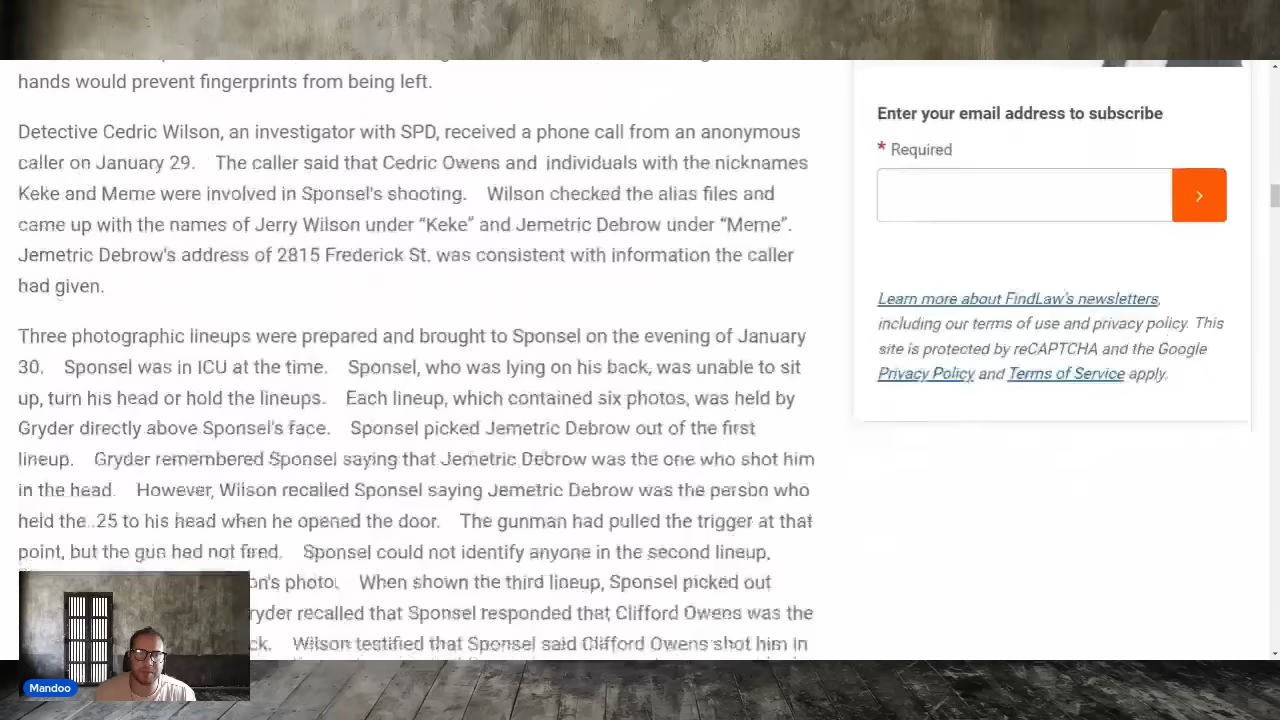 hands would prevent fingerprints from being left.
Detective Cedric Wilson, an investigator with SPD, received a phone call from an anonymous
caller on January 29. The caller said that Cedric Owens and individuals with the nicknames
Keke and Meme were involved in Sponsel's shooting. Wilson checked the alias files and
came up with the names of Jerry Wilson under “Keke” and Jemetric Debrow under “Meme”.
Jemetric Debrow's address of 2815 Frederick St. was consistent with information the caller
had given.
Three photographic lineups were prepared and brought to Sponsel on the evening of January
30. Sponsel was in ICU at the time. Sponsel, who was lying on his back, was unable to sit
up, turn his head or hold the lineups. Each lineup, which contained six photos, was held by
Gryder directly above Sponsel's face. Sponsel picked Jemetric Debrow out of the first
lineup. Gryder remembered Sponsel saying that Jemetric Debrow was the one who shot him
in the head. However, Wilson recalled Sponsel saying Jemetric Debrow was the person who
held the .25 to his head when he opened the door. The gunman had pulled the trigger at that
point, but the gun had not fired. Sponsel could not identify anyone in the second lineup,
on's photo. When shown the third lineup, Sponsel picked out
ryder recalled that Sponsel responded that Clifford Owens was the
ck. Wilson testified that Sponsel said Clifford Owens shot him in
Enter your email address to subscribe
* Required
Learn more about FindLaw's newsletters,
including our terms of use and privacy policy. This
site is protected by reCAPTCHA and the Google
Privacy Policy and Terms of Service apply.
Mandoo